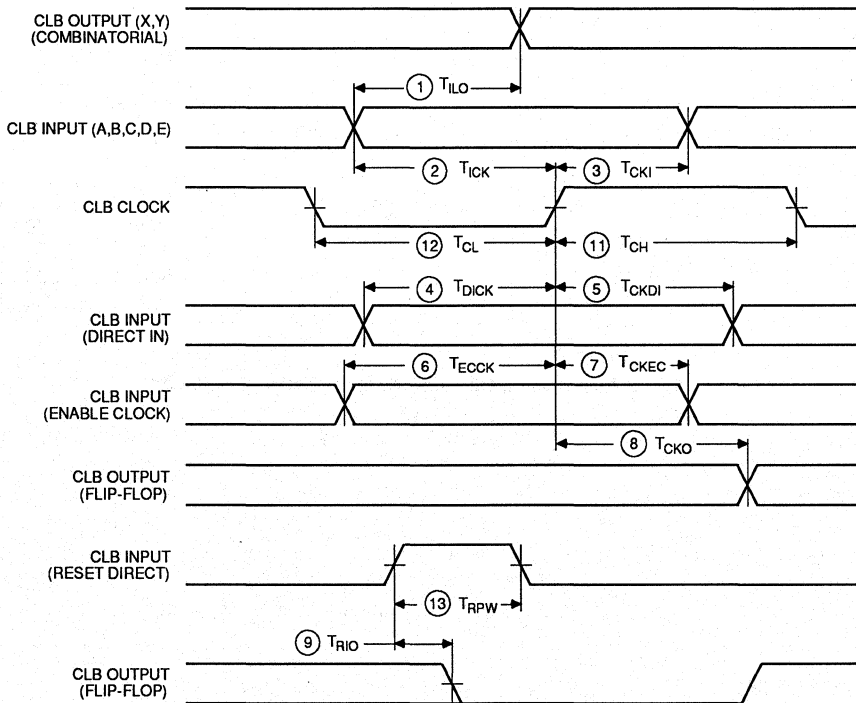 CLB OUTPUT (X,Y)
(COMBINATORIAL)
1 TILO
CLB INPUT (A,B,C,D,E)
2 TICK
3 TCKI
CLB CLOCK
12 TCL
11 TCH
4 TDICK
5 TCKDI
CLB INPUT
(DIRECT IN)
6 TECCK
7 TCKEC
CLB INPUT
(ENABLE CLOCK)
8 TCKO
CLB OUTPUT
(FLIP-FLOP)
CLB INPUT
(RESET DIRECT)
13 TRPW
9 TRIO
CLB OUTPUT
(FLIP-FLOP)